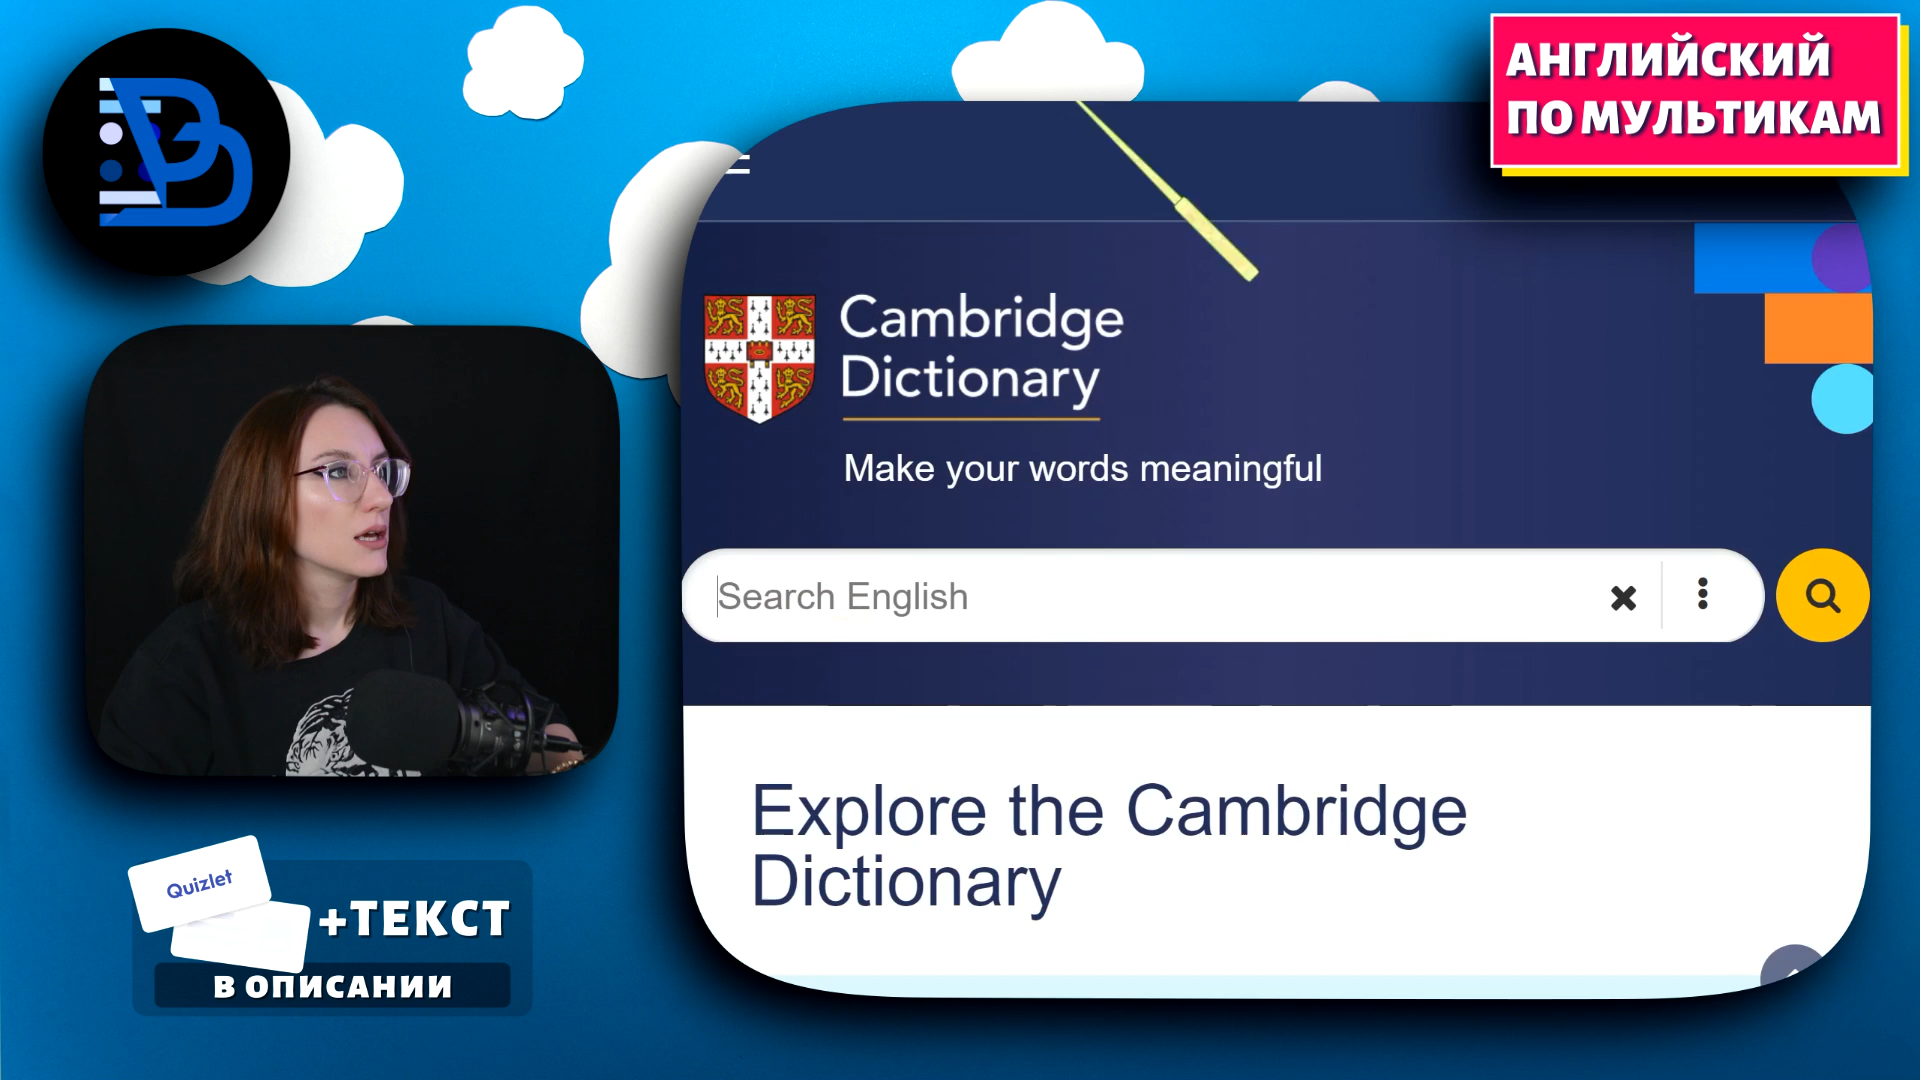 АНГЛИЙСКИЙ
ПО МУЛЬТИКАМ
Cambridge
Dictionary
Make your words meaningful
Search English
Explore the Cambridge
Dictionary
Quizlet
+ТЕКСТ
В ОПИСАНИИ